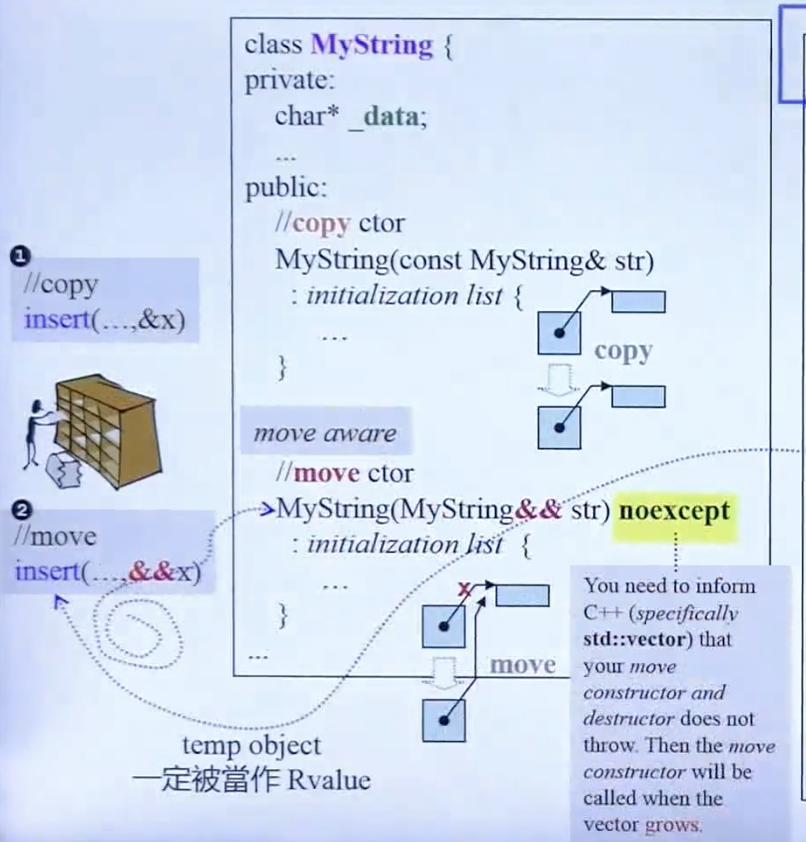 class MyString {
private:
char* _data;
...
public:
//copy ctor
MyString(const MyString& str)
: initialization list {
...
}
copy
❶
//copy
insert(…,&x)
move aware
//move ctor
MyString(MyString&& str) noexcept
: initialization list {
...
}
...
x
move
❷
//move
insert(…,&&x)
temp object
一定被當作 Rvalue
You need to inform
C++ (specifically
std::vector) that
your move
constructor and
destructor does not
throw. Then the move
constructor will be
called when the
vector grows.